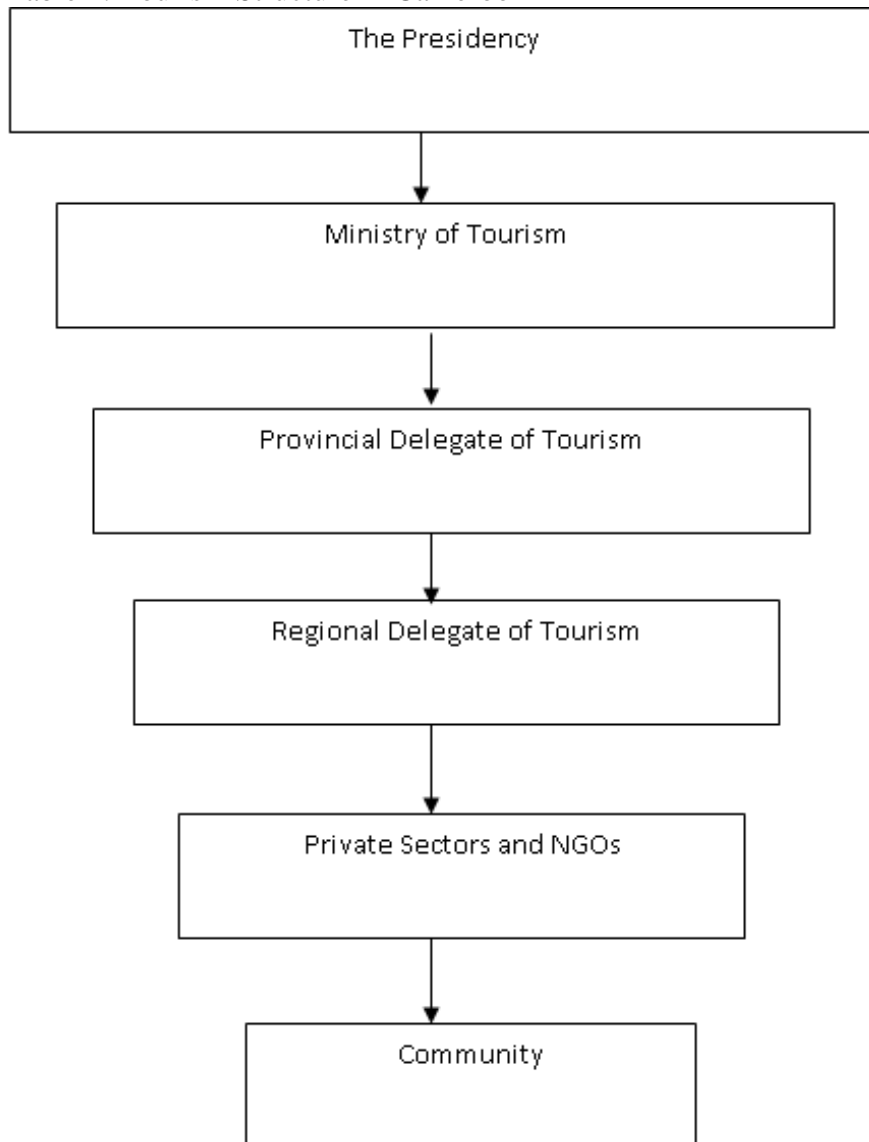 The Presidency
Ministry of Tourism
Provincial Delegate of Tourism
Regional Delegate of Tourism
Private Sectors and NGOs
Community